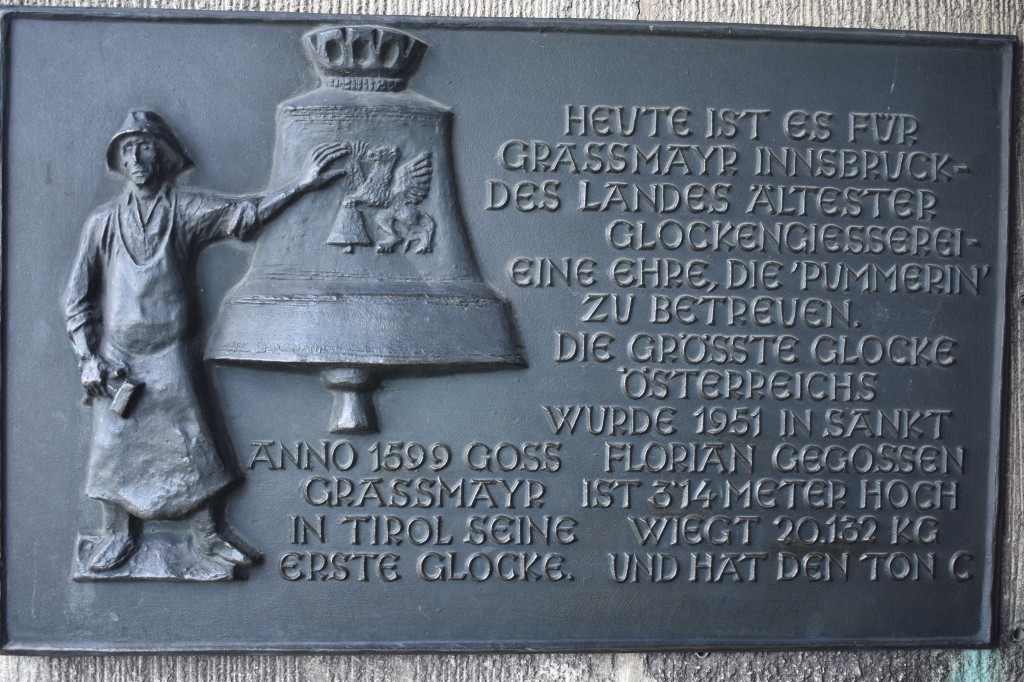 HEUTE IST ES FÜR
GRASSMAYR INNSBRUCK-
DES LANDES ÄLTESTER
GLOCKENGIESSEREI-
EINE EHRE, DIE 'PUMMERIN'
ZU BETREUEN.
DIE GRÖSSTE GLOCKE
ÖSTERREICHS
WURDE 1951 IN SANKT
FLORIAN GEGOSSEN
IST 3'14 METER HOCH
WIEGT 20.132 KG
UND HAT DEN TON C
ANNO 1599 GOSS
GRASSMAYR
IN TIROL SEINE
ERSTE GLOCKE.